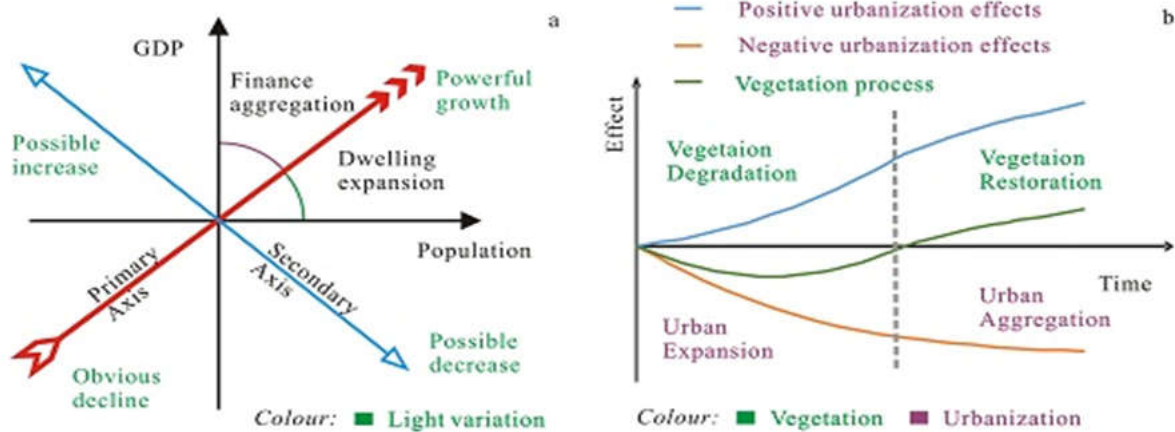 a
GDP
Finance
aggregation
Powerful
growth
Possible
increase
Dwelling
expansion
Population
Primary
Axis
Secondary
Axis
Possible
decrease
Obvious
decline
Colour: Light variation
b
Positive urbanization effects
Negative urbanization effects
Vegetation process
Effect
Vegetaion
Degradation
Vegetaion
Restoration
Time
Urban
Expansion
Urban
Aggregation
Colour: Vegetation Urbanization